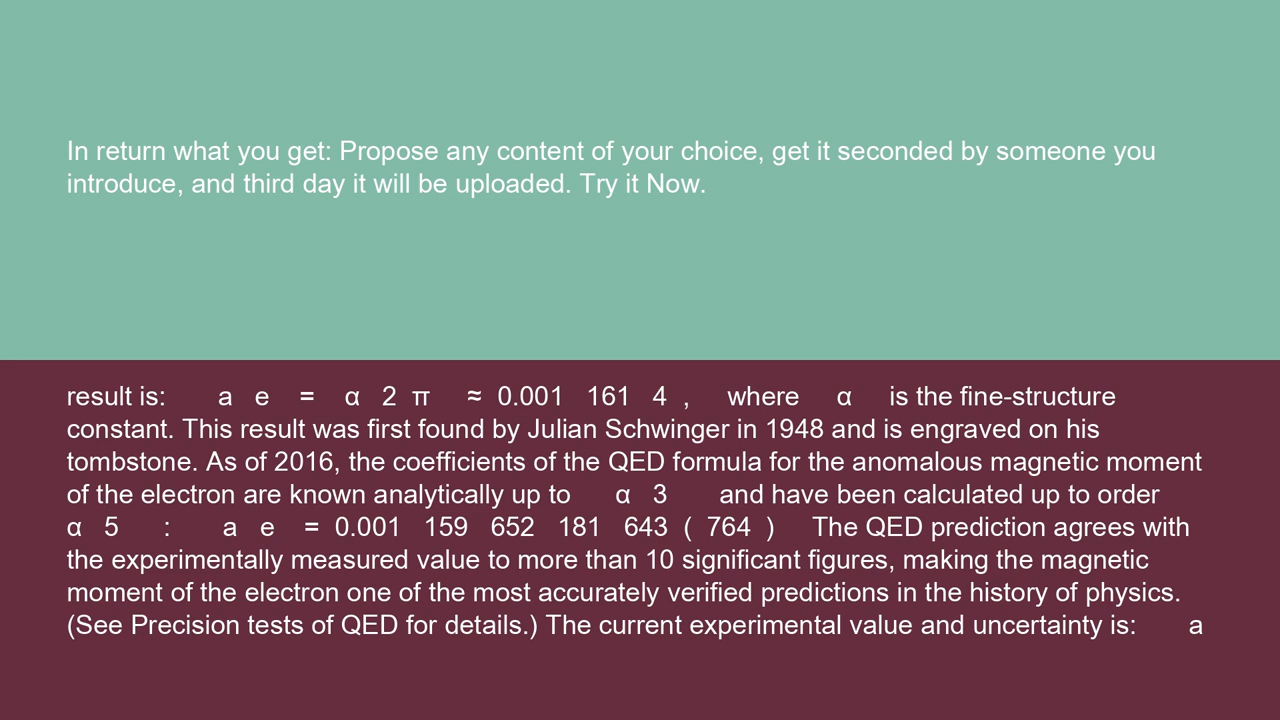 In return what you get: Propose any content of your choice, get it seconded by someone you
introduce, and third day it will be uploaded. Try it Now.
result is: a e = α 2 π ≈ 0.001 161 4 , where α is the fine-structure
constant. This result was first found by Julian Schwinger in 1948 and is engraved on his
tombstone. As of 2016, the coefficients of the QED formula for the anomalous magnetic moment
of the electron are known analytically up to α 3 and have been calculated up to order
α 5 : a e = 0.001 159 652 181 643 ( 764 ) The QED prediction agrees with
the experimentally measured value to more than 10 significant figures, making the magnetic
moment of the electron one of the most accurately verified predictions in the history of physics.
(See Precision tests of QED for details.) The current experimental value and uncertainty is: a